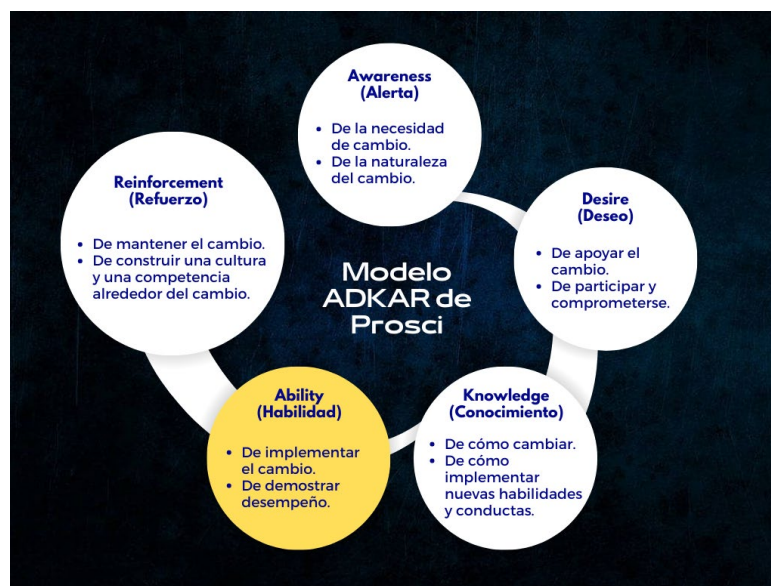 Awareness
(Alerta)
• De la necesidad
de cambio.
• De la naturaleza
del cambio.
Desire
(Deseo)
• De apoyar el
cambio.
• De participar y
comprometerse.
Knowledge
(Conocimiento)
• De cómo cambiar.
• De cómo
implementar
nuevas habilidades
y conductas.
Ability
(Habilidad)
• De implementar
el cambio.
• De demostrar
desempeño.
Reinforcement
(Refuerzo)
• De mantener el cambio.
• De construir una cultura
y una competencia
alrededor del cambio.
Modelo
ADKAR de
Prosci